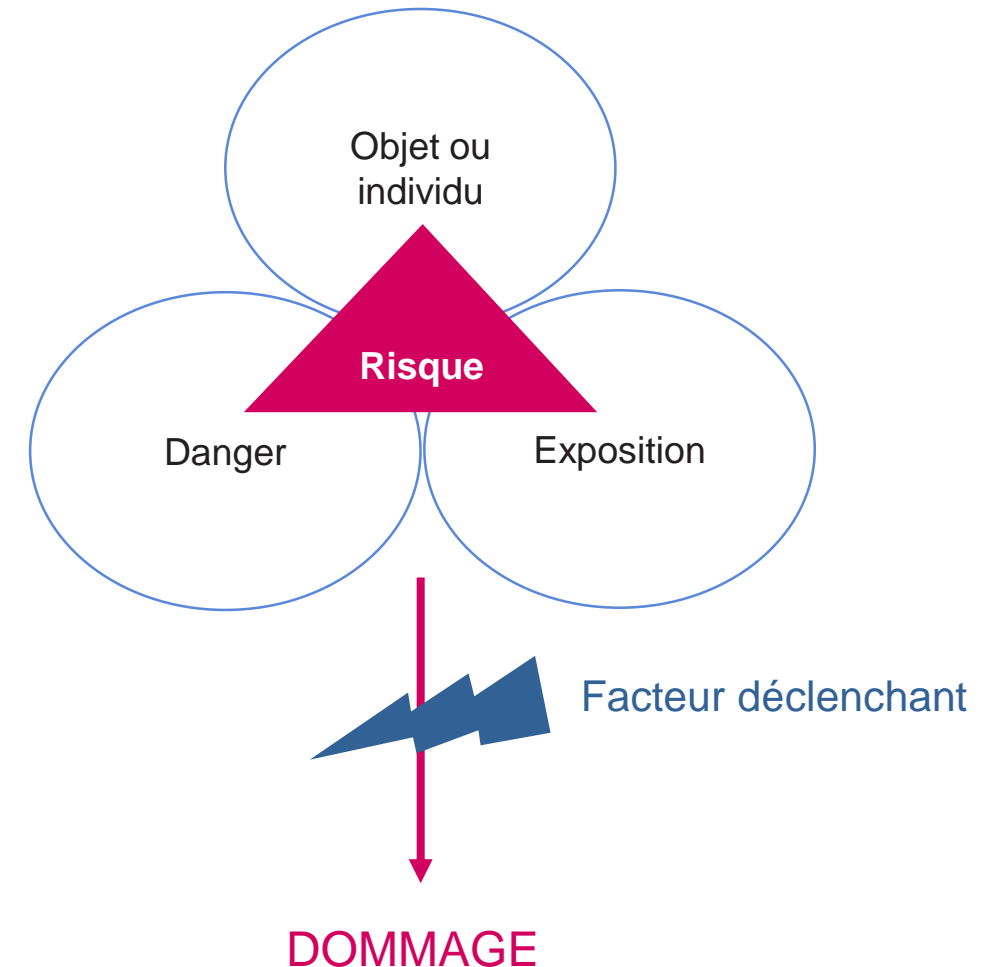 Objet ou
individu
Risque
Danger
Exposition
Facteur déclenchant
DOMMAGE